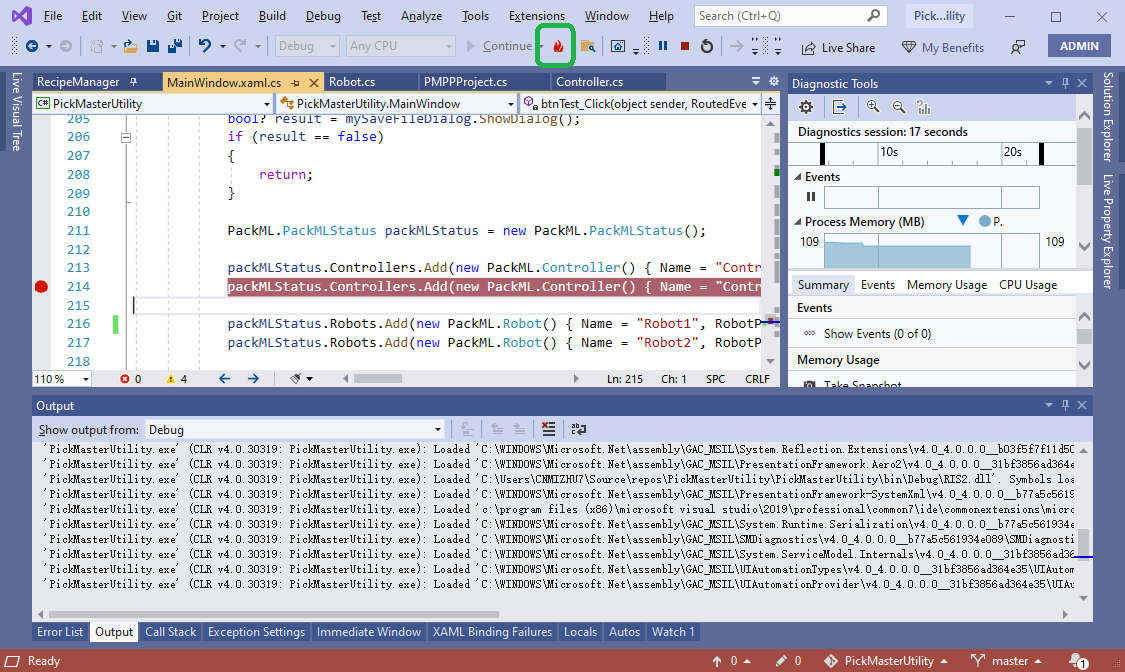 File Edit View Git Project Build Debug Test Analyze Tools Extensions Window Help Search (Ctrl+Q) Pick...ility
Debug Any CPU Continue Live Share My Benefits ADMIN
Live Visual Tree
RecipeManager MainWindow.xaml.cs Robot.cs PMPPProject.cs Controller.cs
C# PickMasterUtility PickMasterUtility.MainWindow btnTest_Click(object sender, RoutedEve
205 bool? result = mySaveFileDialog.ShowDialog();
206 if (result == false)
207 {
208 return;
209 }
210
211 PackML.PackMLStatus packMLStatus = new PackML.PackMLStatus();
212
213 packMLStatus.Controllers.Add(new PackML.Controller() { Name = "Contr
214 packMLStatus.Controllers.Add(new PackML.Controller() { Name = "Contr
215
216 packMLStatus.Robots.Add(new PackML.Robot() { Name = "Robot1", RobotP
217 packMLStatus.Robots.Add(new PackML.Robot() { Name = "Robot2", RobotP
218
110 % 0 4 Ln: 215 Ch: 1 SPC CRLF
Diagnostic Tools
Diagnostics session: 17 seconds
10s 20s
Events
Process Memory (MB) P..
109 109
Summary Events Memory Usage CPU Usage
Events
Show Events (0 of 0)
Memory Usage
Take Snapshot
Solution Explorer
Live Property Explorer
Output
Show output from: Debug
'PickMasterUtility.exe' (CLR v4.0.30319: PickMasterUtility.exe): Loaded 'C:\WINDOWS\Microsoft.Net\assembly\GAC_MSIL\System.Reflection.Extensions\v4.0_4.0.0.0__b03f5f7f11d50
'PickMasterUtility.exe' (CLR v4.0.30319: PickMasterUtility.exe): Loaded 'C:\WINDOWS\Microsoft.Net\assembly\GAC_MSIL\PresentationFramework.Aero2\v4.0_4.0.0.0__31bf3856ad364e
'PickMasterUtility.exe' (CLR v4.0.30319: PickMasterUtility.exe): Loaded 'C:\Users\CNMIZHU7\Source\repos\PickMasterUtility\PickMasterUtility\bin\Debug\RIS2.dll'. Symbols loa
'PickMasterUtility.exe' (CLR v4.0.30319: PickMasterUtility.exe): Loaded 'C:\WINDOWS\Microsoft.Net\assembly\GAC_MSIL\PresentationFramework-SystemXml\v4.0_4.0.0.0__b77a5c5619
'PickMasterUtility.exe' (CLR v4.0.30319: PickMasterUtility.exe): Loaded 'c:\program files (x86)\microsoft visual studio\2019\professional\common7\ide\commonextensions\micro
'PickMasterUtility.exe' (CLR v4.0.30319: PickMasterUtility.exe): Loaded 'C:\WINDOWS\Microsoft.Net\assembly\GAC_MSIL\System.Runtime.Serialization\v4.0_4.0.0.0__b77a5c561934e
'PickMasterUtility.exe' (CLR v4.0.30319: PickMasterUtility.exe): Loaded 'C:\WINDOWS\Microsoft.Net\assembly\GAC_MSIL\SMDiagnostics\v4.0_4.0.0.0__b77a5c561934e089\SMDiagnosti
'PickMasterUtility.exe' (CLR v4.0.30319: PickMasterUtility.exe): Loaded 'C:\WINDOWS\Microsoft.Net\assembly\GAC_MSIL\System.ServiceModel.Internals\v4.0_4.0.0.0__31bf3856ad36
'PickMasterUtility.exe' (CLR v4.0.30319: PickMasterUtility.exe): Loaded 'C:\WINDOWS\Microsoft.Net\assembly\GAC_MSIL\UIAutomationTypes\v4.0_4.0.0.0__31bf3856ad364e35\UIAutom
'PickMasterUtility.exe' (CLR v4.0.30319: PickMasterUtility.exe): Loaded 'C:\WINDOWS\Microsoft.Net\assembly\GAC_MSIL\UIAutomationProvider\v4.0_4.0.0.0__31bf3856ad364e35\UIAu
Error List Output Call Stack Exception Settings Immediate Window XAML Binding Failures Locals Autos Watch 1
Ready 0 0 PickMasterUtility master 1